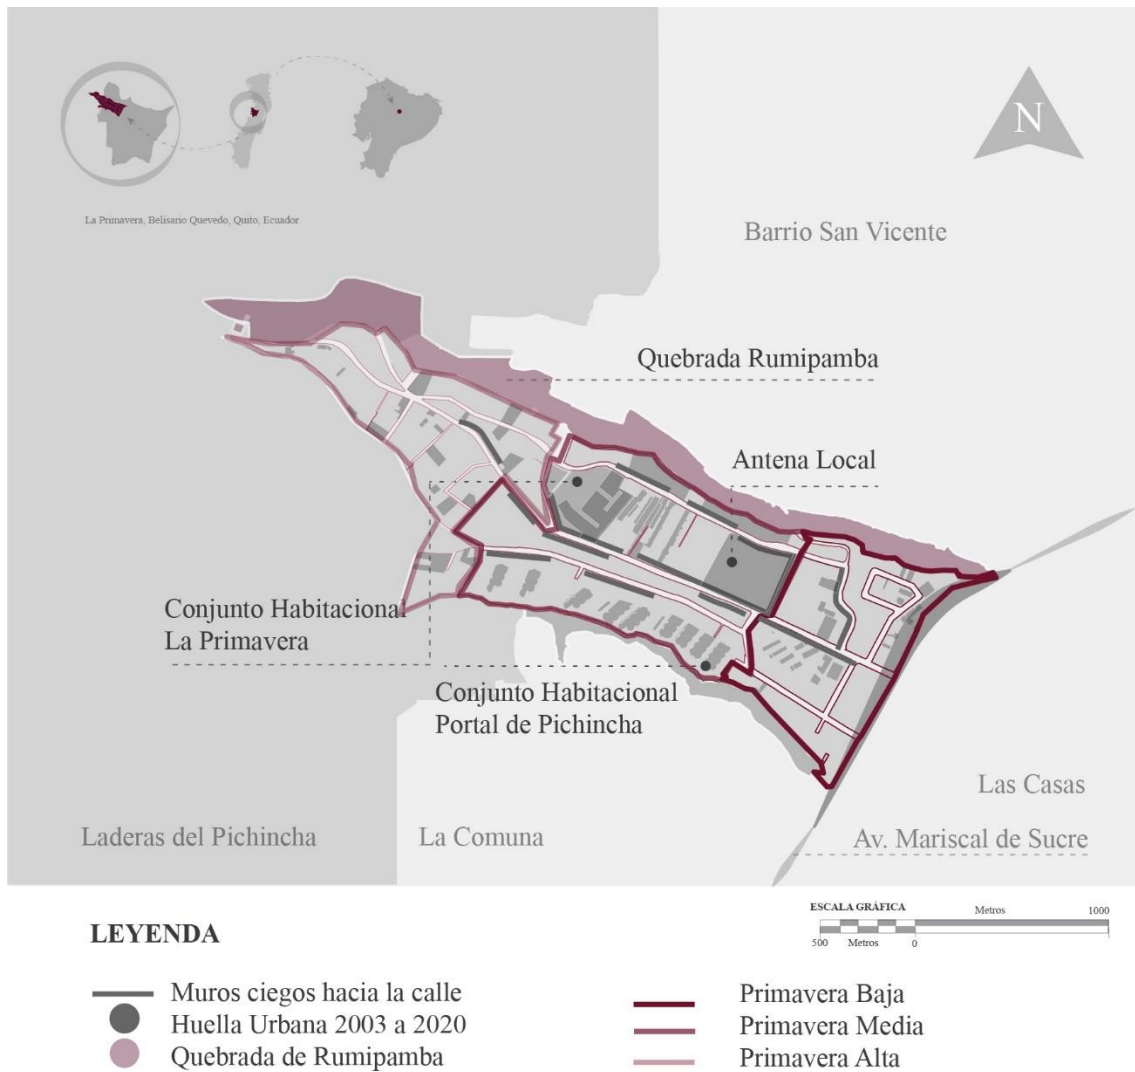 La Primavera, Belisario Quevedo, Quito, Ecuador
N
Barrio San Vicente
Quebrada Rumipamba
Antena Local
Conjunto Habitacional
La Primavera
Conjunto Habitacional
Portal de Pichincha
Las Casas
Laderas del Pichincha
La Comuna
Av. Mariscal de Sucre
ESCALA GRÁFICA
Metros
1000
500
Metros
0
LEYENDA
Muros ciegos hacia la calle
Huella Urbana 2003 a 2020
Quebrada de Rumipamba
Primavera Baja
Primavera Media
Primavera Alta